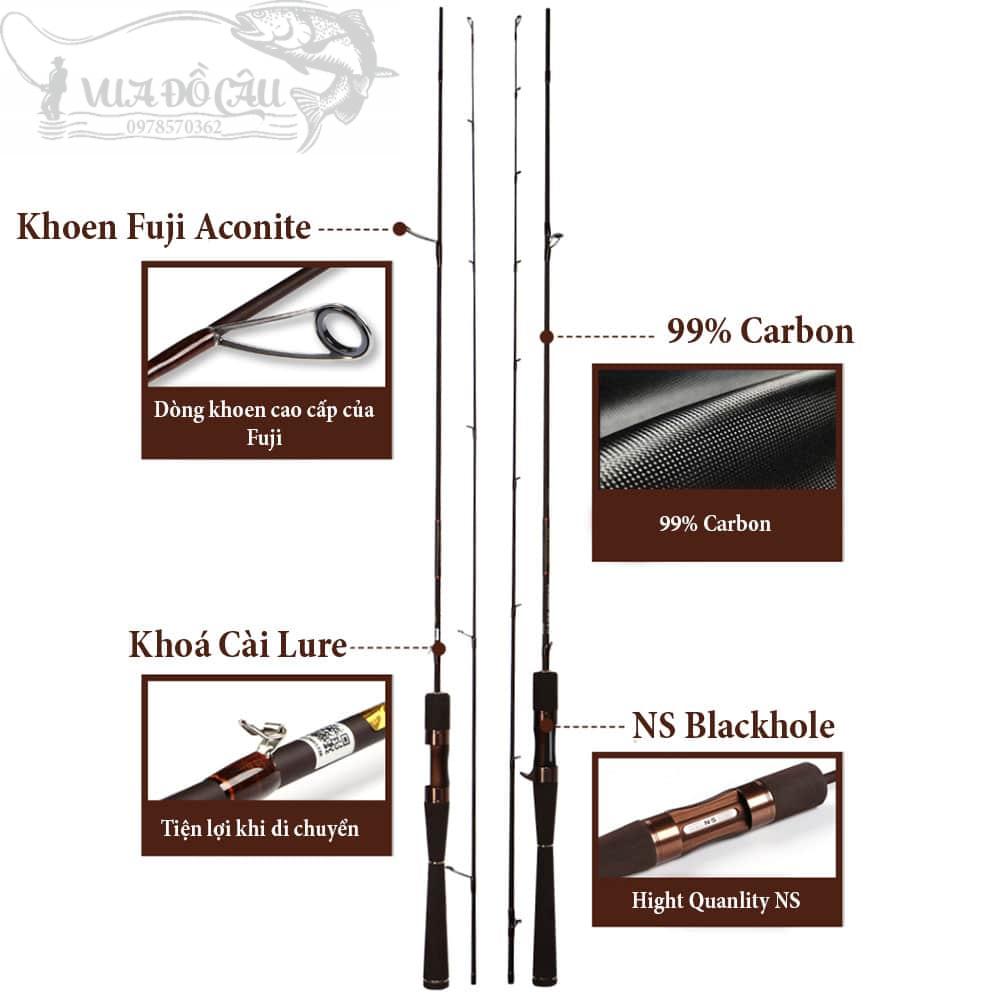 VUA ĐỒ CÂU
0978570362
Khoen Fuji Aconite
Dòng khoen cao cấp của
Fuji
99% Carbon
99% Carbon
Khoá Cài Lure
Tiện lợi khi di chuyển
NS Blackhole
NS
Hight Quanlity NS